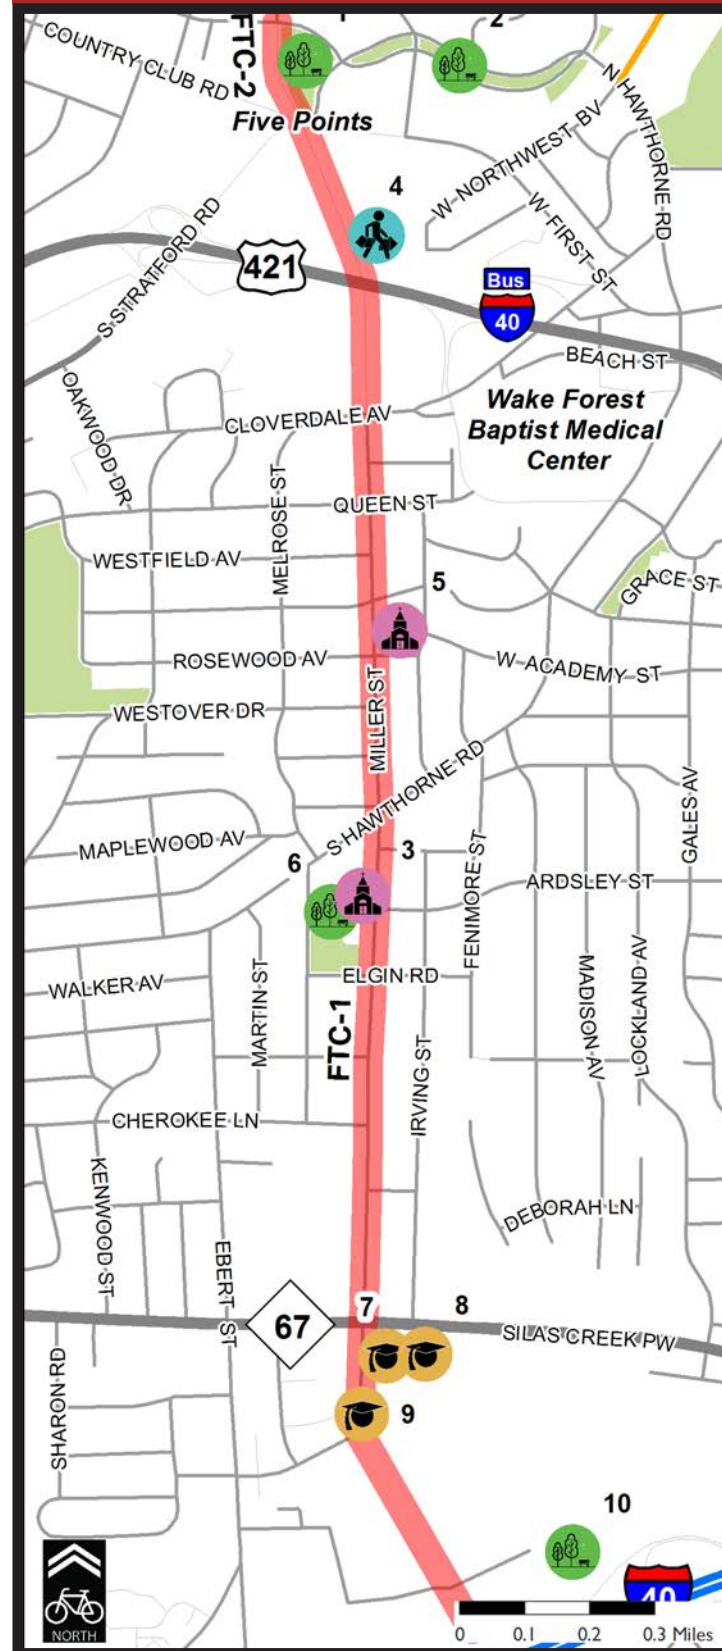 1
2
FTC-2
COUNTRY CLUB RD
N HAWTHORNE RD
Five Points
W NORTHWEST BV
4
W FIRST ST
S STRATFORD RD
421
Bus
40
BEACH ST
OAKWOOD DR
Wake Forest
Baptist Medical
Center
CLOVERDALE AV
MELROSE ST
QUEEN ST
WESTFIELD AV
5
GRACE ST
ROSEWOOD AV
W ACADEMY ST
WESTOVER DR
MILLER ST
S HAWTHORNE RD
GALES AV
MAPLEWOOD AV
6
3
FENIMORE ST
ARDSLEY ST
WALKER AV
MARTIN ST
ELGIN RD
MADISON AV
LOCKLAND AV
FTC-1
IRVING ST
CHEROKEE LN
KENWOOD ST
DEBORAH LN
EBERT ST
7
8
67
SILAS CREEK PW
SHARON RD
9
10
40
NORTH
0 0.1 0.2 0.3 Miles